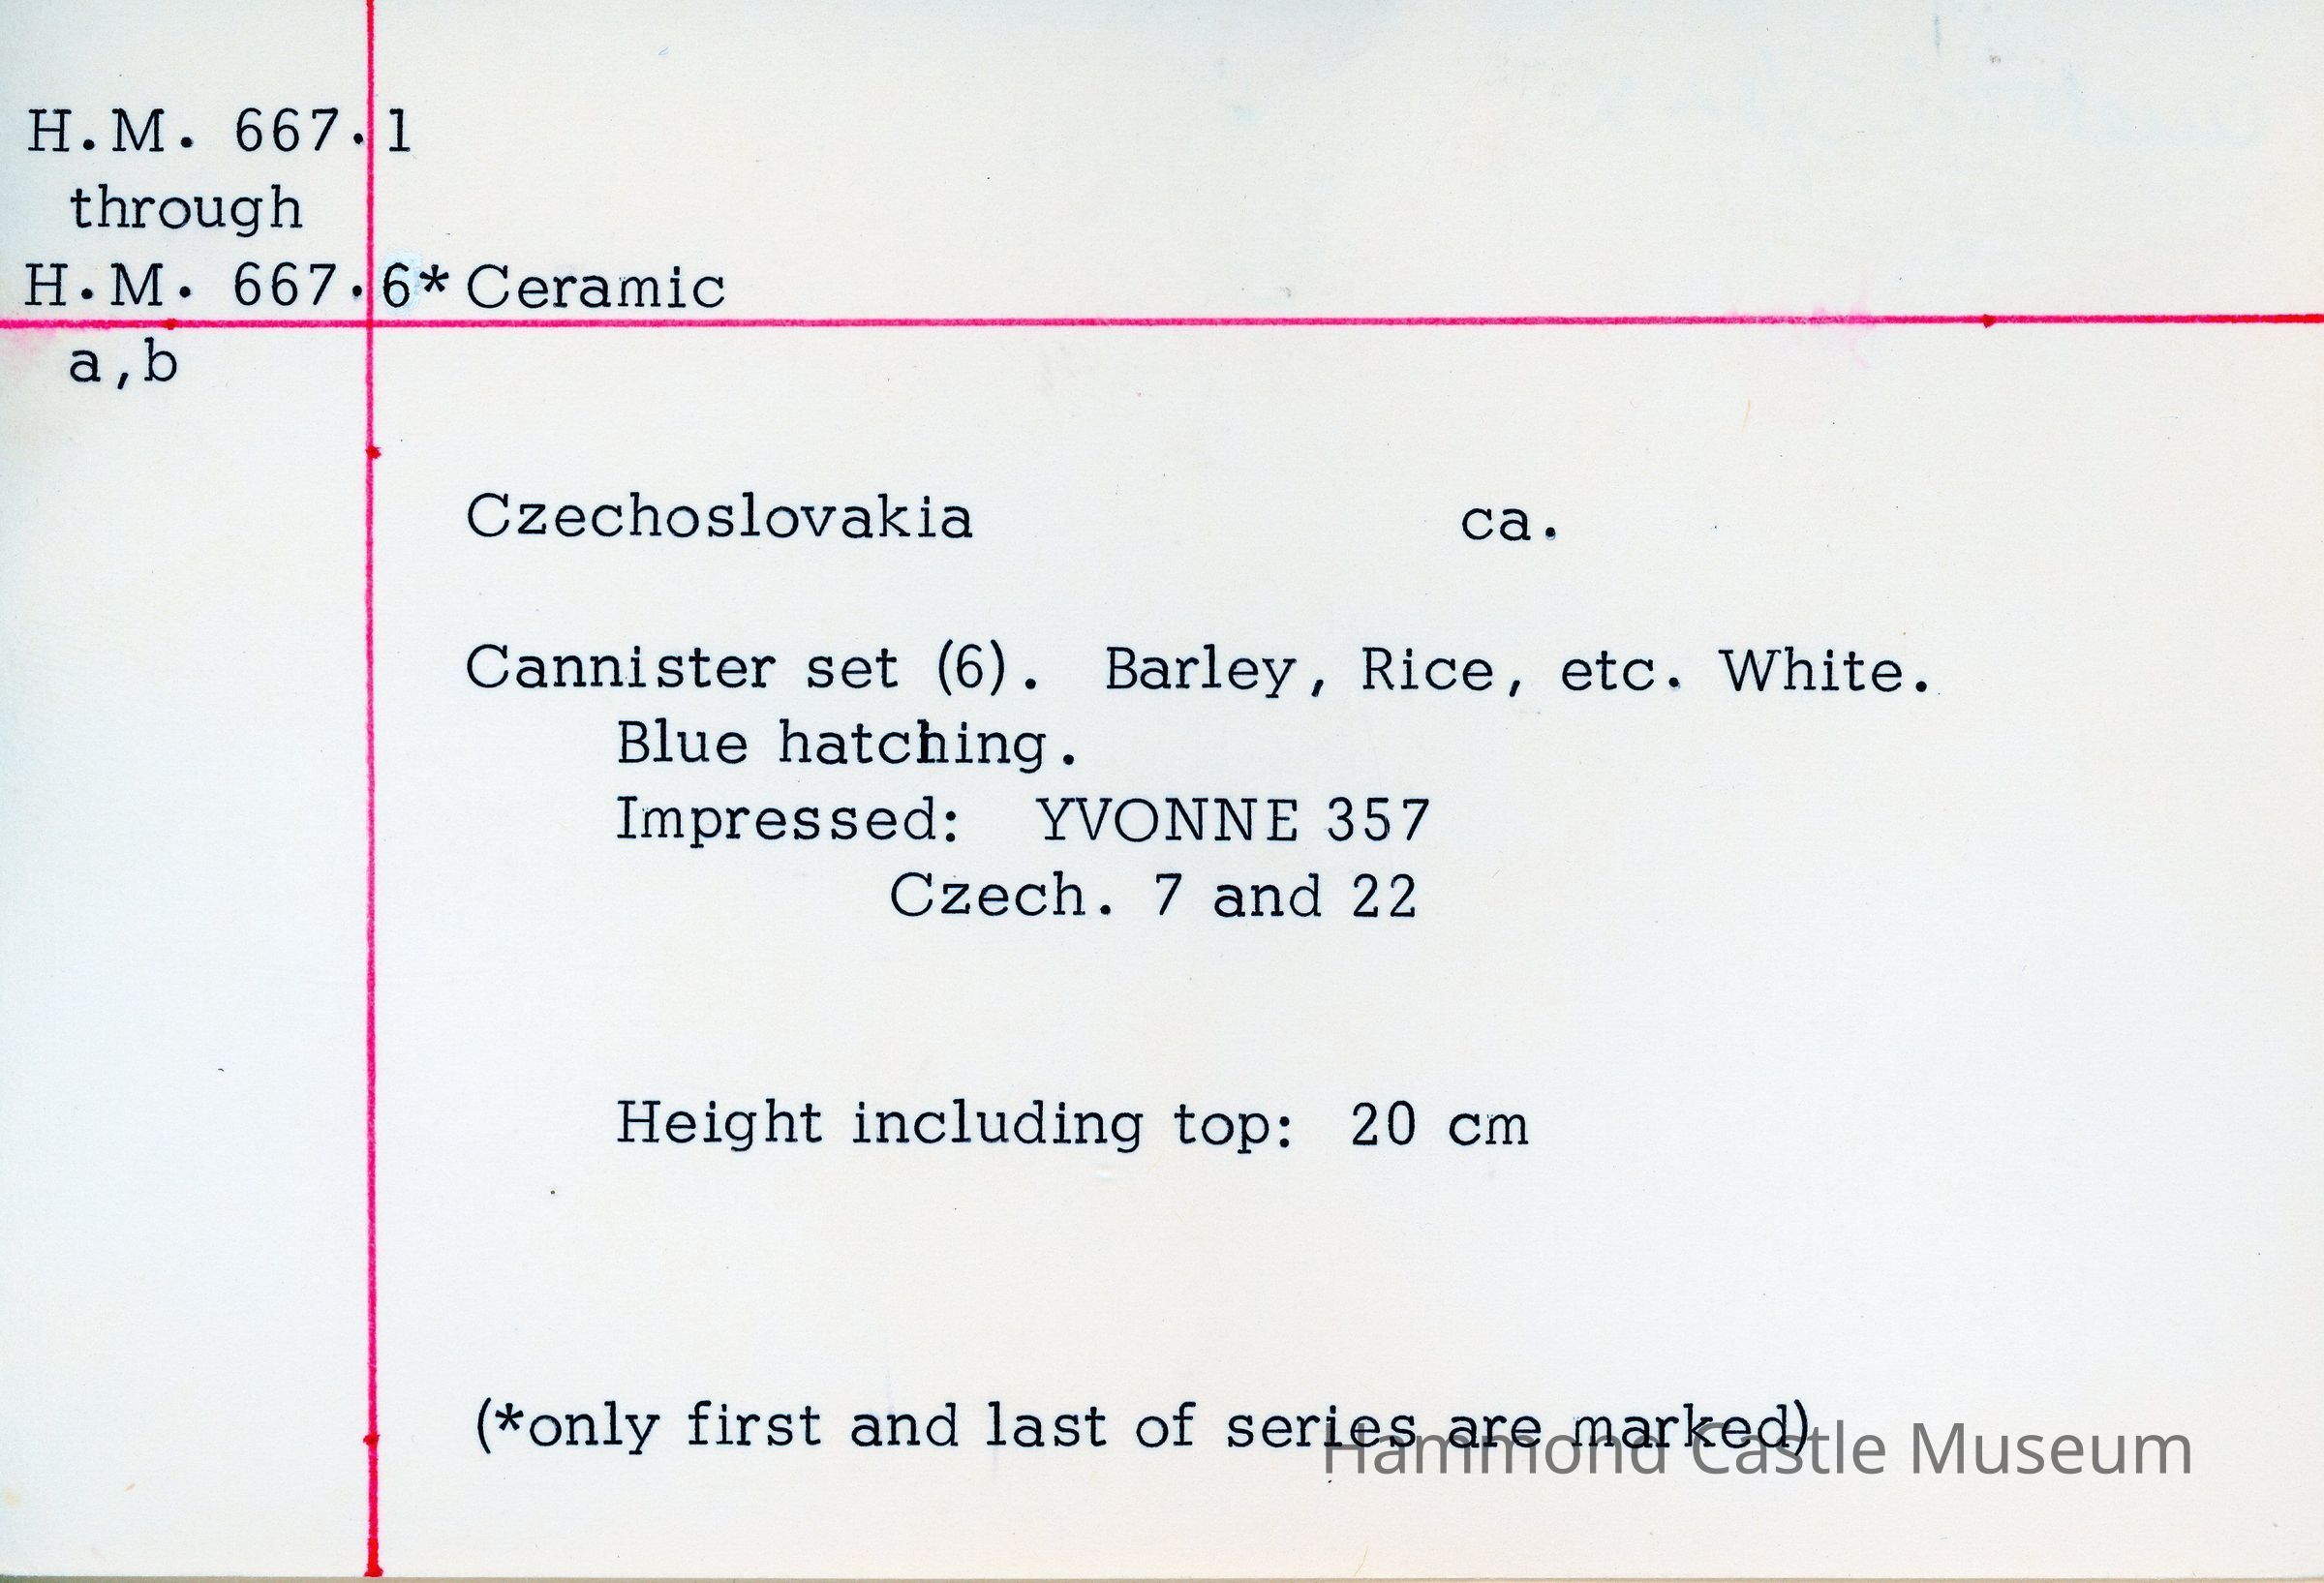 H.M. 667.1
through
H.M. 667.6* Ceramic
a,b
Czechoslovakia ca.
Cannister set (6). Barley, Rice, etc. White.
Blue hatching.
Impressed: YVONNE 357
Czech. 7 and 22
Height including top: 20 cm
(*only first and last of series are marked)
Hammond Castle Museum